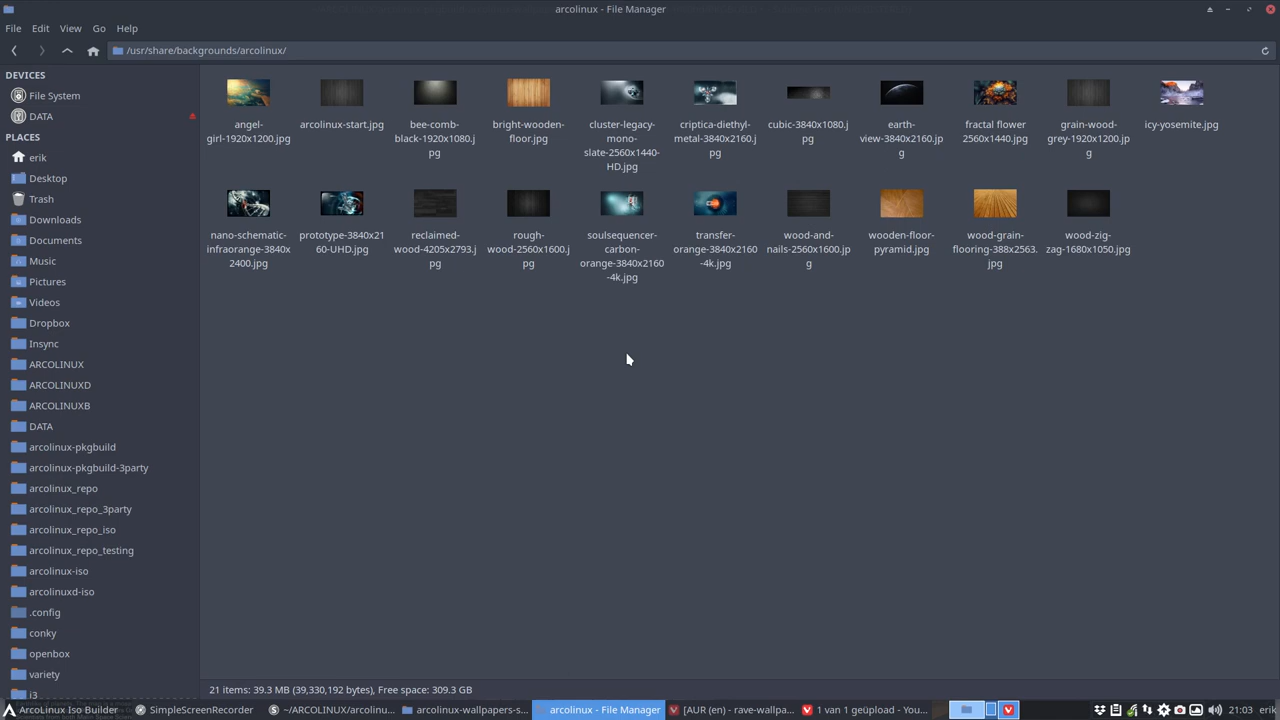 arcolinux - File Manager
File Edit View Go Help
/usr/share/backgrounds/arcolinux/
DEVICES
File System
DATA
PLACES
erik
Desktop
Trash
Downloads
Documents
Music
Pictures
Videos
Dropbox
Insync
ARCOLINUX
ARCOLINUXD
ARCOLINUXB
DATA
arcolinux-pkgbuild
arcolinux-pkgbuild-3party
arcolinux_repo
arcolinux_repo_3party
arcolinux_repo_iso
arcolinux_repo_testing
arcolinux-iso
arcolinuxd-iso
.config
conky
openbox
variety
i3
angel-
girl-1920x1200.jpg
arcolinux-start.jpg
bee-comb-
black-1920x1080.j
pg
bright-wooden-
floor.jpg
cluster-legacy-
mono-
slate-2560x1440-
HD.jpg
criptica-diethyl-
metal-3840x2160.j
pg
cubic-3840x1080.j
pg
earth-
view-3840x2160.jp
g
fractal flower
2560x1440.jpg
grain-wood-
grey-1920x1200.jp
g
icy-yosemite.jpg
nano-schematic-
infraorange-3840x
2400.jpg
prototype-3840x21
60-UHD.jpg
reclaimed-
wood-4205x2793.j
pg
rough-
wood-2560x1600.j
pg
soulsequencer-
carbon-
orange-3840x2160
-4k.jpg
transfer-
orange-3840x2160
-4k.jpg
wood-and-
nails-2560x1600.jp
g
wooden-floor-
pyramid.jpg
wood-grain-
flooring-388x2563.
jpg
wood-zig-
zag-1680x1050.jpg
21 items: 39.3 MB (39,330,192 bytes), Free space: 309.3 GB
ArcoLinux Iso Builder SimpleScreenRecorder ~/ARCOLINUX/arcolinu... arcolinux-wallpapers-s... arcolinux - File Manager [AUR (en) - rave-wallpa... 1 van 1 geüpload - You... 21:03 erik